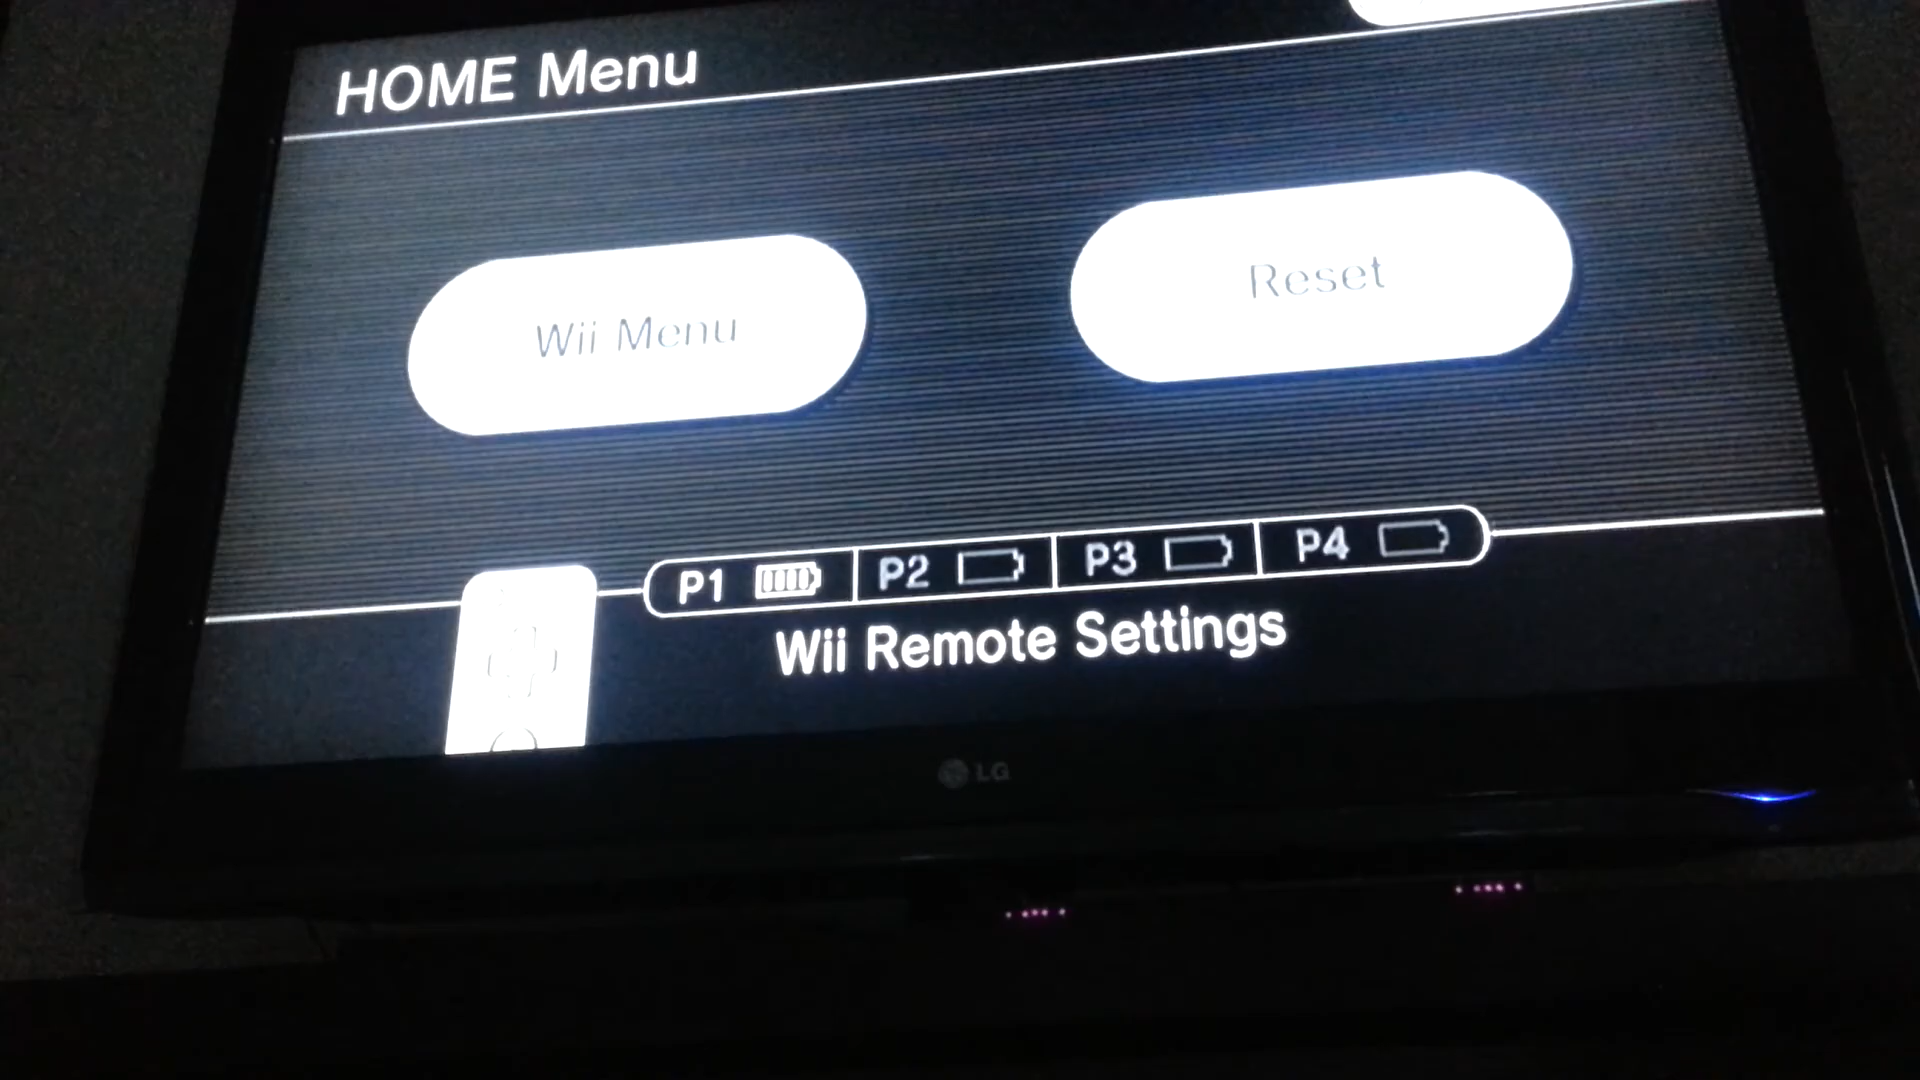 HOME Menu
Wii Menu
Reset
P1 P2 P3 P4
Wii Remote Settings
LG